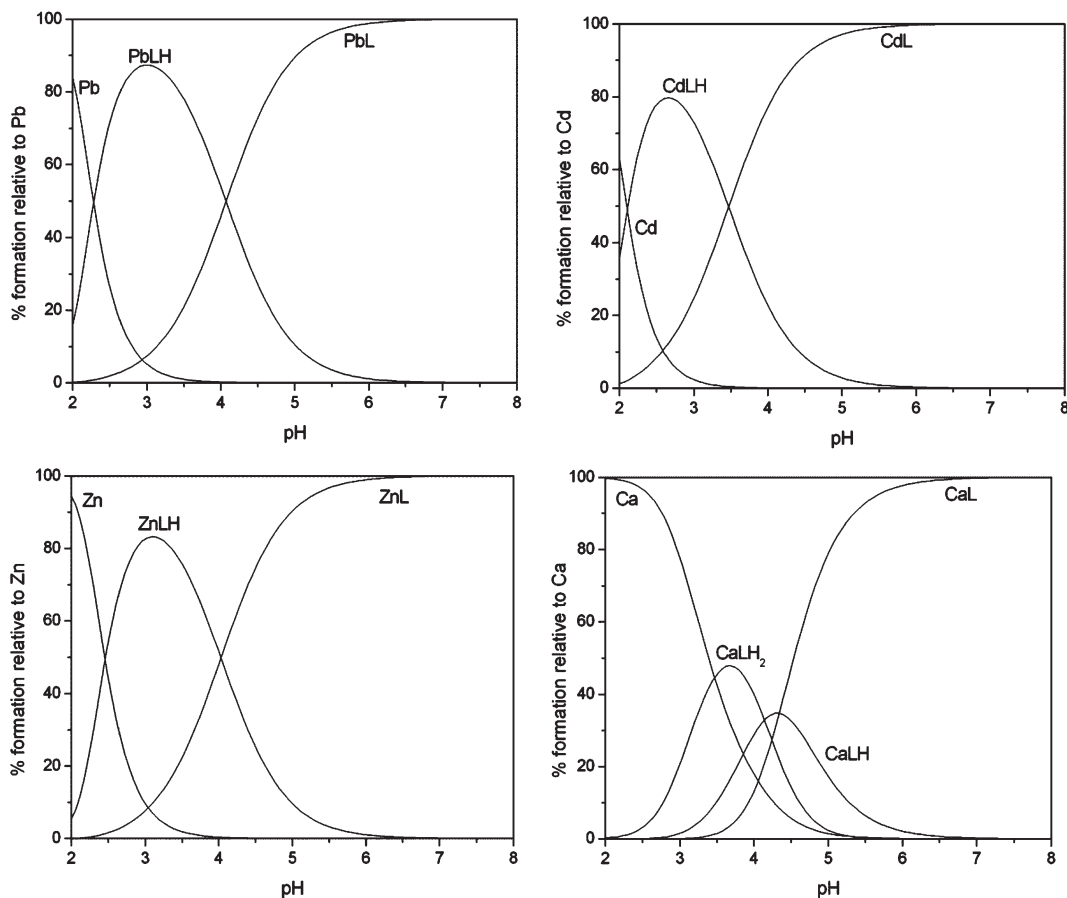 % formation relative to Pb
100
80
60
40
20
0
Pb
PbLH
PbL
2 3 4 5 6 7 8
pH
% formation relative to Cd
100
80
60
40
20
0
CdLH
CdL
Cd
2 3 4 5 6 7 8
pH
% formation relative to Zn
100
80
60
40
20
0
Zn
ZnLH
ZnL
2 3 4 5 6 7 8
pH
% formation relative to Ca
100
80
60
40
20
0
Ca
CaL
CaLH₂
CaLH
2 3 4 5 6 7 8
pH